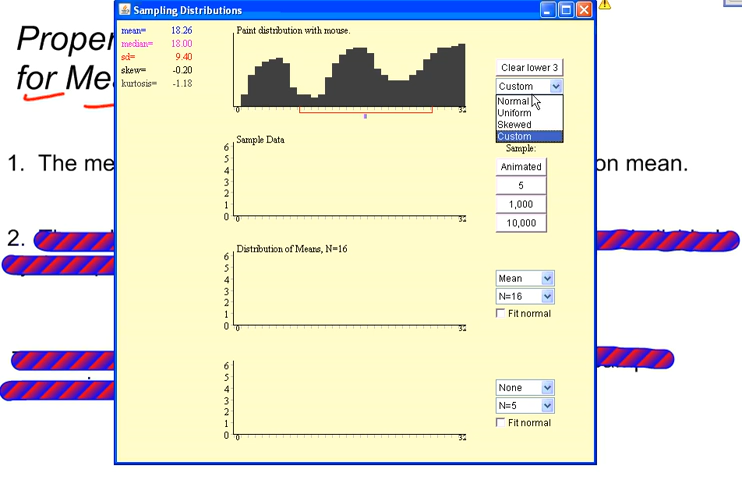 Sampling Distributions
Proper
for Me
mean= 18.26
median= 18.00
sd= 9.40
skew= -0.20
kurtosis= -1.18
Paint distribution with mouse.
0 32
Clear lower 3
Custom
Normal
Uniform
Skewed
Custom
Sample:
Animated
5
1,000
10,000
1. The me
on mean.
Sample Data
6
5
4
3
2
1
0
0 32
2.
Distribution of Means, N=16
6
5
4
3
2
1
0
0 32
Mean
N=16
Fit normal
6
5
4
3
2
1
0
0 32
None
N=5
Fit normal